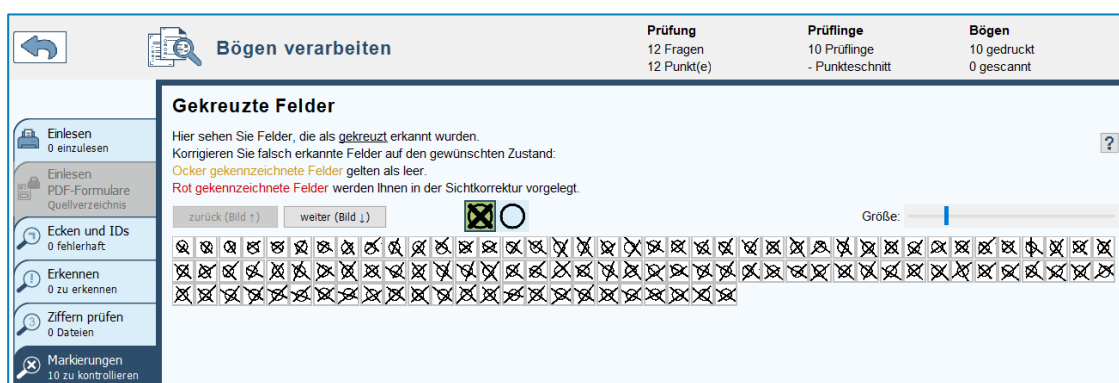 Bögen verarbeiten
Prüfung
12 Fragen
12 Punkt(e)
Prüflinge
10 Prüflinge
- Punkteschnitt
Bögen
10 gedruckt
0 gescannt
Einlesen
0 einzulesen
Einlesen
PDF-Formulare
Quellverzeichnis
Ecken und IDs
0 fehlerhaft
Erkennen
0 zu erkennen
3
Ziffern prüfen
0 Dateien
Markierungen
10 zu kontrollieren
Gekreuzte Felder
Hier sehen Sie Felder, die als gekreuzt erkannt wurden.
Korrigieren Sie falsch erkannte Felder auf den gewünschten Zustand:
Ocker gekennzeichnete Felder gelten als leer.
Rot gekennzeichnete Felder werden Ihnen in der Sichtkorrektur vorgelegt.
?
zurück (Bild ↑)
weiter (Bild ↓)
Größe: